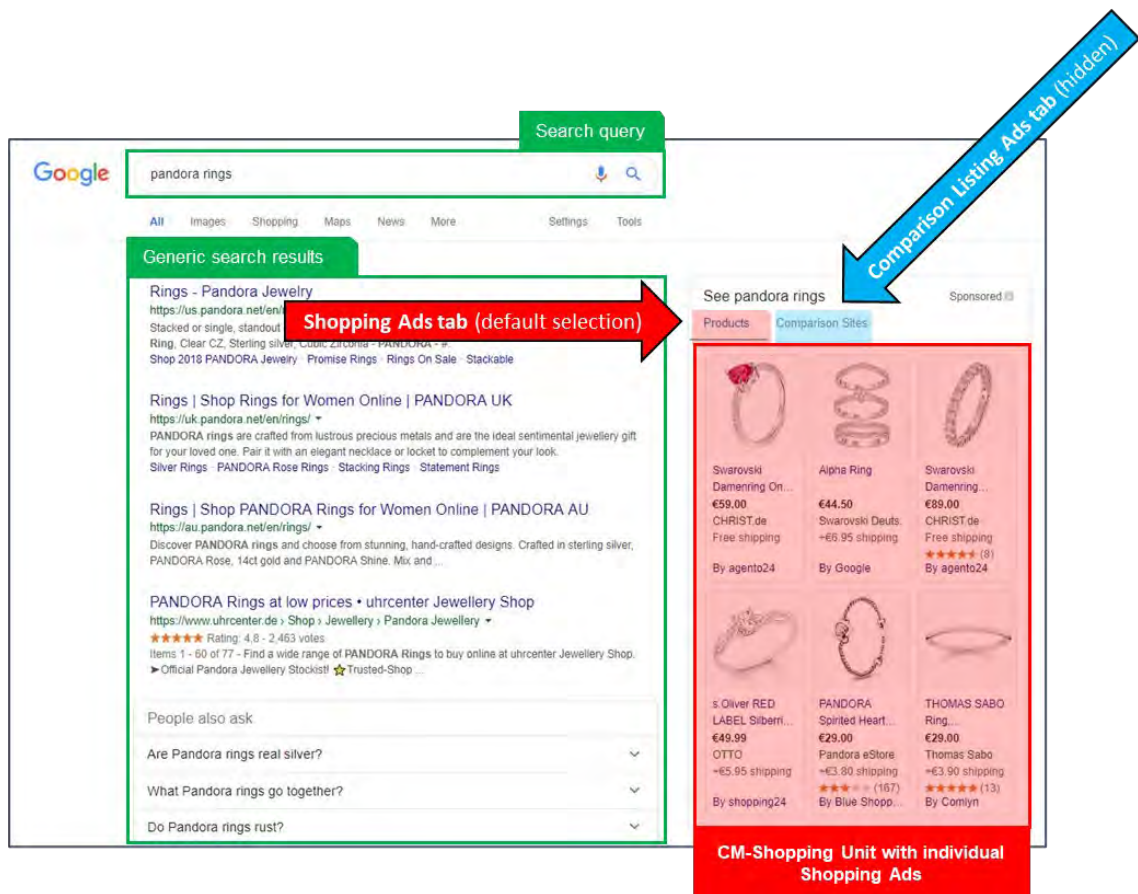 Comparison Listing Ads tab (hidden)
Search query
Google
pandora rings
All Images Shopping Maps News More Settings Tools
Generic search results
Rings - Pandora Jewelry
https://us.pandora.net/en/
Stacked or single, standout
Ring, Clear CZ, Sterling silver, Cubic Zirconia - PANDORA - #.
Shop 2018 PANDORA Jewelry · Promise Rings · Rings On Sale · Stackable
Shopping Ads tab (default selection)
Rings | Shop Rings for Women Online | PANDORA UK
https://uk.pandora.net/en/rings/
PANDORA rings are crafted from lustrous precious metals and are the ideal sentimental jewellery gift
for your loved one. Pair it with an elegant necklace or locket to complement your look.
Silver Rings · PANDORA Rose Rings · Stacking Rings · Statement Rings
Rings | Shop PANDORA Rings for Women Online | PANDORA AU
https://au.pandora.net/en/rings/
Discover PANDORA rings and choose from stunning, hand-crafted designs. Crafted in sterling silver,
PANDORA Rose, 14ct gold and PANDORA Shine. Mix and ...
PANDORA Rings at low prices • uhrcenter Jewellery Shop
https://www.uhrcenter.de › Shop › Jewellery › Pandora Jewellery
★★★★★ Rating: 4,8 - 2,463 votes
Items 1 - 60 of 77 - Find a wide range of PANDORA Rings to buy online at uhrcenter Jewellery Shop.
➤Official Pandora Jewellery Stockist! ⭐Trusted-Shop ...
People also ask
Are Pandora rings real silver?
What Pandora rings go together?
Do Pandora rings rust?
See pandora rings Sponsored
Products Comparison Sites
Swarovski Alpha Ring Swarovski
Damenring On... Damenring...
€59.00 €44.50 €89.00
CHRIST.de Swarovski Deuts. CHRIST.de
Free shipping +€6.95 shipping Free shipping
(8)
By agento24 By Google By agento24
s.Oliver RED PANDORA THOMAS SABO
LABEL Silberri... Spirited Heart... Ring...
€49.99 €29.00 €29.00
OTTO Pandora eStore Thomas Sabo
+€5.95 shipping +€3.80 shipping +€3.90 shipping
(167) (13)
By shopping24 By Blue Shopp... By Comlyn
CM-Shopping Unit with individual
Shopping Ads